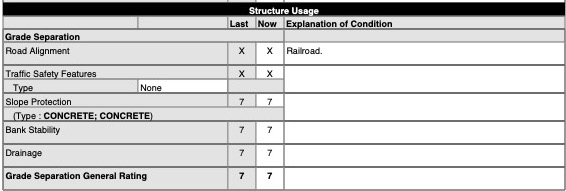 Structure Usage
Last Now Explanation of Condition
Grade Separation
Road Alignment X X Railroad.
Traffic Safety Features X X
Type None
Slope Protection 7 7
(Type : CONCRETE; CONCRETE)
Bank Stability 7 7
Drainage 7 7
Grade Separation General Rating 7 7